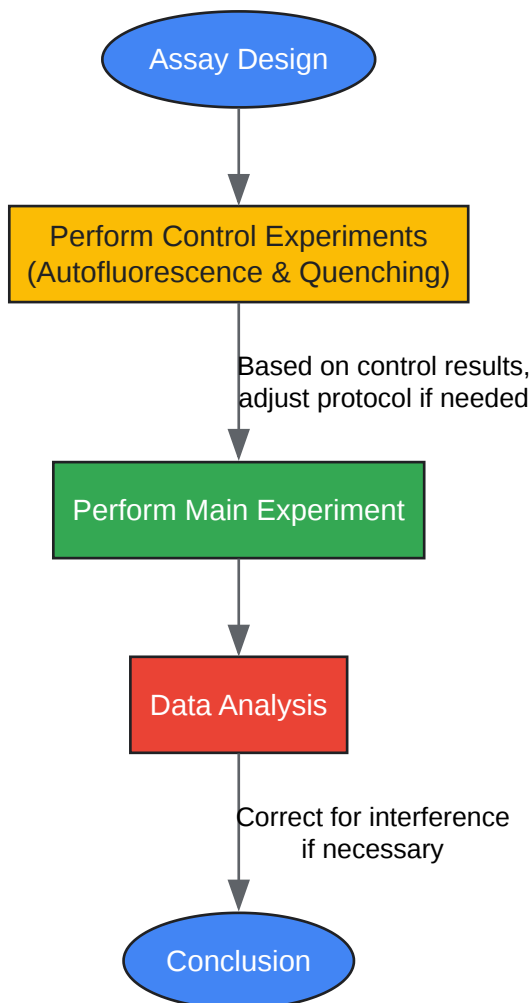 Assay Design
Perform Control Experiments
(Autofluorescence & Quenching)
Based on control results,
adjust protocol if needed
Perform Main Experiment
Data Analysis
Correct for interference
if necessary
Conclusion